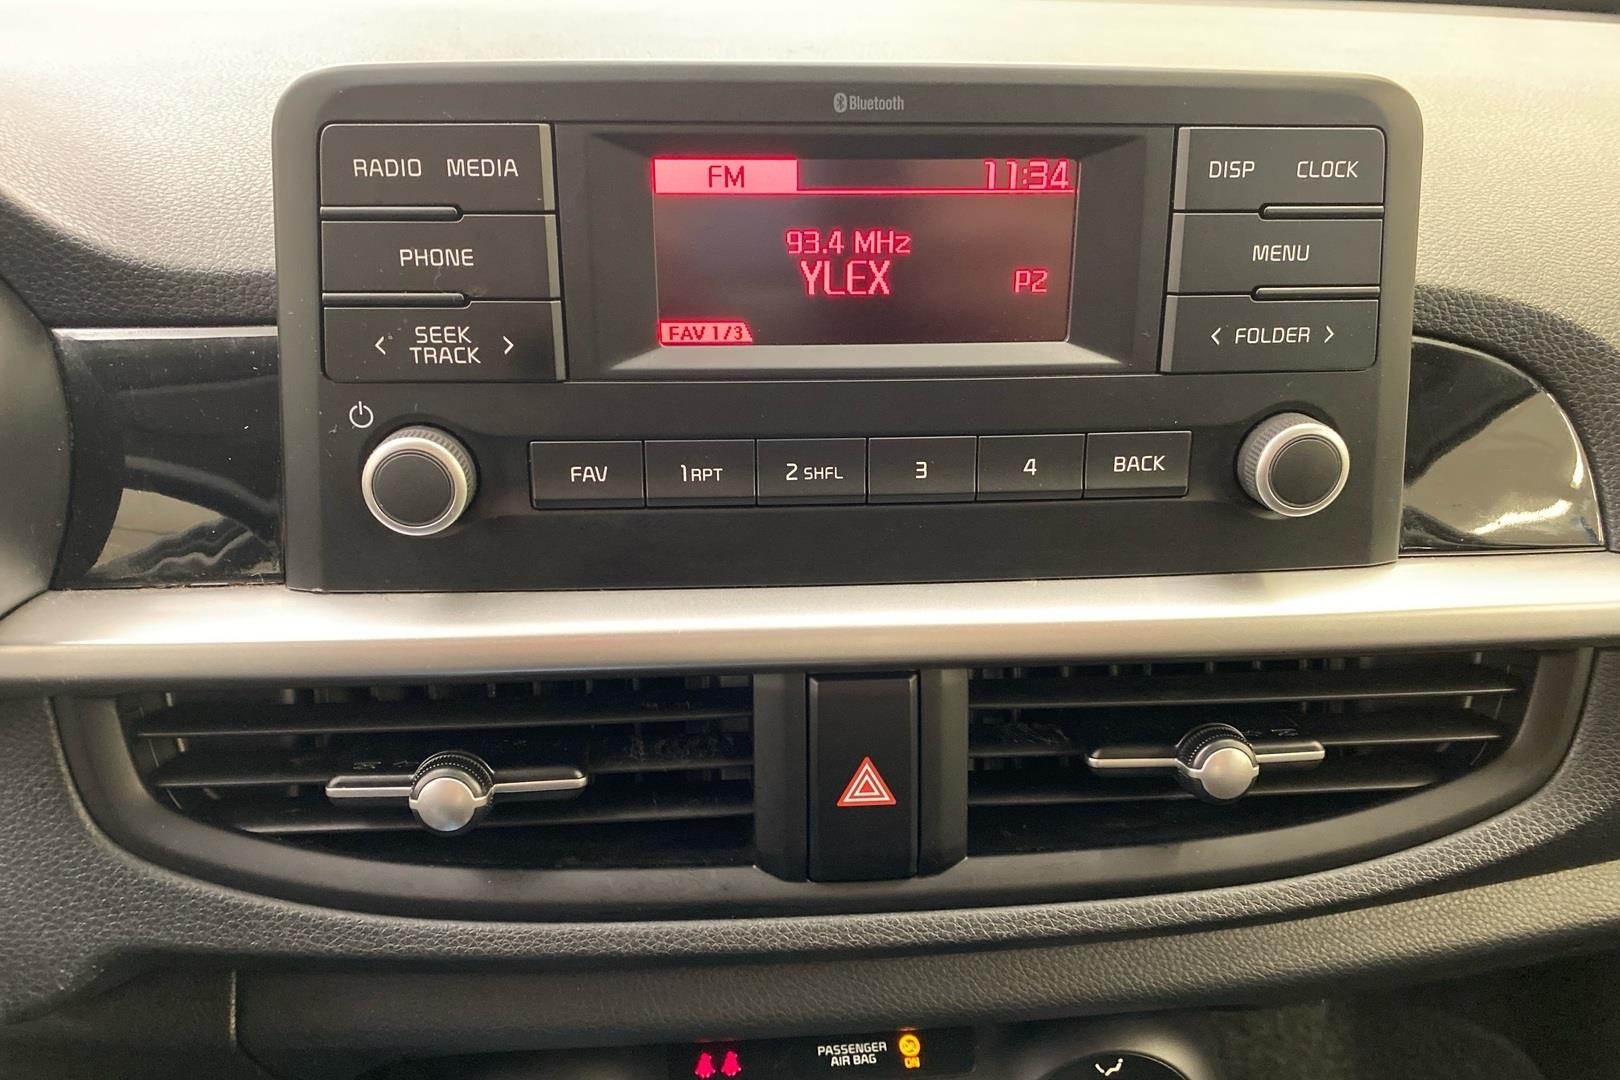 Bluetooth
RADIO MEDIA
FM 11:34
DISP CLOCK
PHONE
93.4 MHz
YLEX
P2
MENU
< SEEK TRACK >
FAV 1/3
< FOLDER >
FAV
1 RPT
2 SHFL
3
4
BACK
PASSENGER
AIR BAG
ON